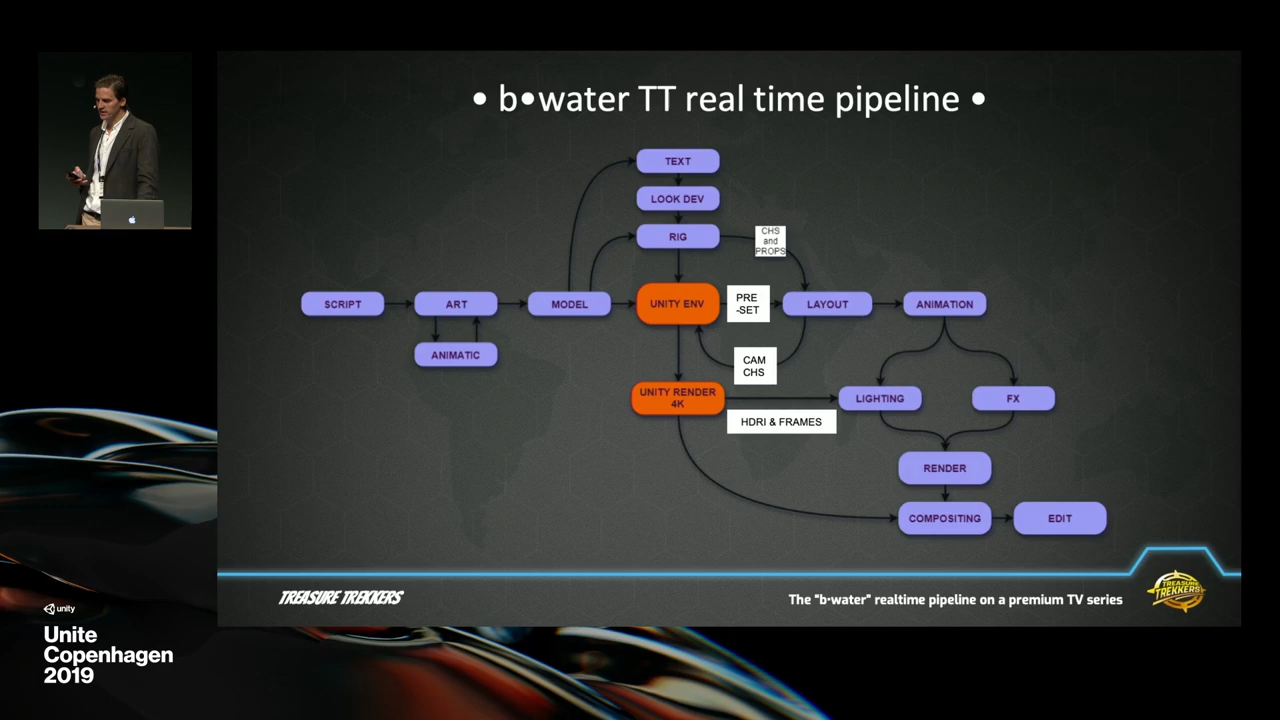 • b•water TT real time pipeline •
TEXT
LOOK DEV
RIG
CHS
and
PROPS
SCRIPT
ART
MODEL
UNITY ENV
PRE
-SET
LAYOUT
ANIMATION
ANIMATIC
CAM
CHS
UNITY RENDER
4K
LIGHTING
FX
HDRI & FRAMES
RENDER
COMPOSITING
EDIT
TREASURE TREKKERS
The "b•water" realtime pipeline on a premium TV series
TREASURE
TREKKERS
unity
Unite
Copenhagen
2019